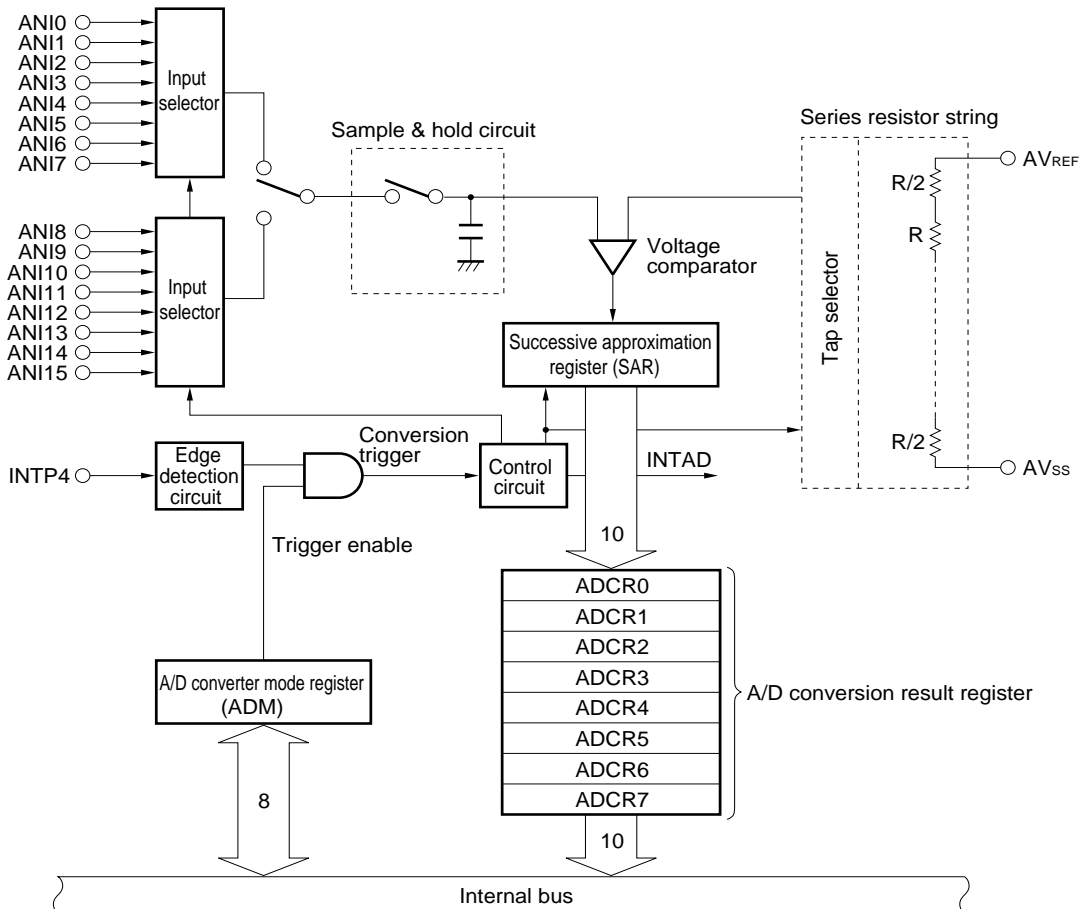 ANI0
ANI1
ANI2
ANI3
ANI4
ANI5
ANI6
ANI7
Input
selector
Sample & hold circuit
Series resistor string
AVREF
R/2
R
ANI8
ANI9
ANI10
ANI11
ANI12
ANI13
ANI14
ANI15
Input
selector
Voltage
comparator
Tap selector
Successive approximation
register (SAR)
R/2
AVSS
INTP4
Edge
detection
circuit
Conversion
trigger
Control
circuit
INTAD
Trigger enable
10
ADCR0
ADCR1
ADCR2
ADCR3
ADCR4
ADCR5
ADCR6
ADCR7
A/D conversion result register
A/D converter mode register
(ADM)
8
10
Internal bus